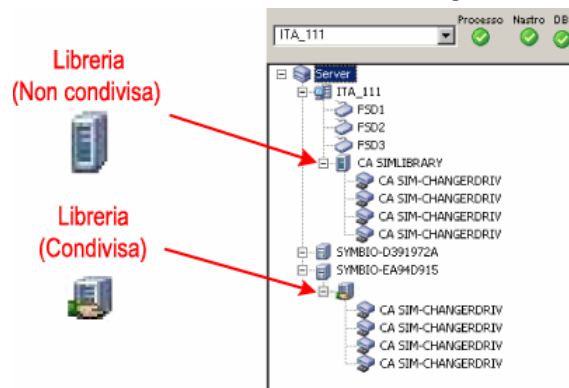 Processo Nastro DB
ITA_111
Server
ITA_111
FSD1
FSD2
FSD3
CA SIMLIBRARY
CA SIM-CHANGERDRIV
CA SIM-CHANGERDRIV
CA SIM-CHANGERDRIV
CA SIM-CHANGERDRIV
SYMBIO-D391972A
SYMBIO-EA94D915
CA SIM-CHANGERDRIV
CA SIM-CHANGERDRIV
CA SIM-CHANGERDRIV
CA SIM-CHANGERDRIV
Libreria
(Non condivisa)
Libreria
(Condivisa)